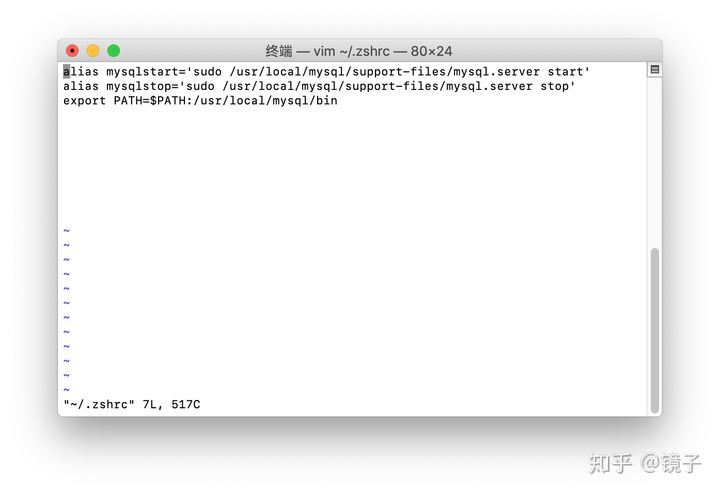 终端 — vim ~/.zshrc — 80×24
alias mysqlstart='sudo /usr/local/mysql/support-files/mysql.server start'
alias mysqlstop='sudo /usr/local/mysql/support-files/mysql.server stop'
export PATH=$PATH:/usr/local/mysql/bin
~
~
~
~
~
~
~
~
~
~
~
~
"~/.zshrc" 7L, 517C
知乎 @镜子